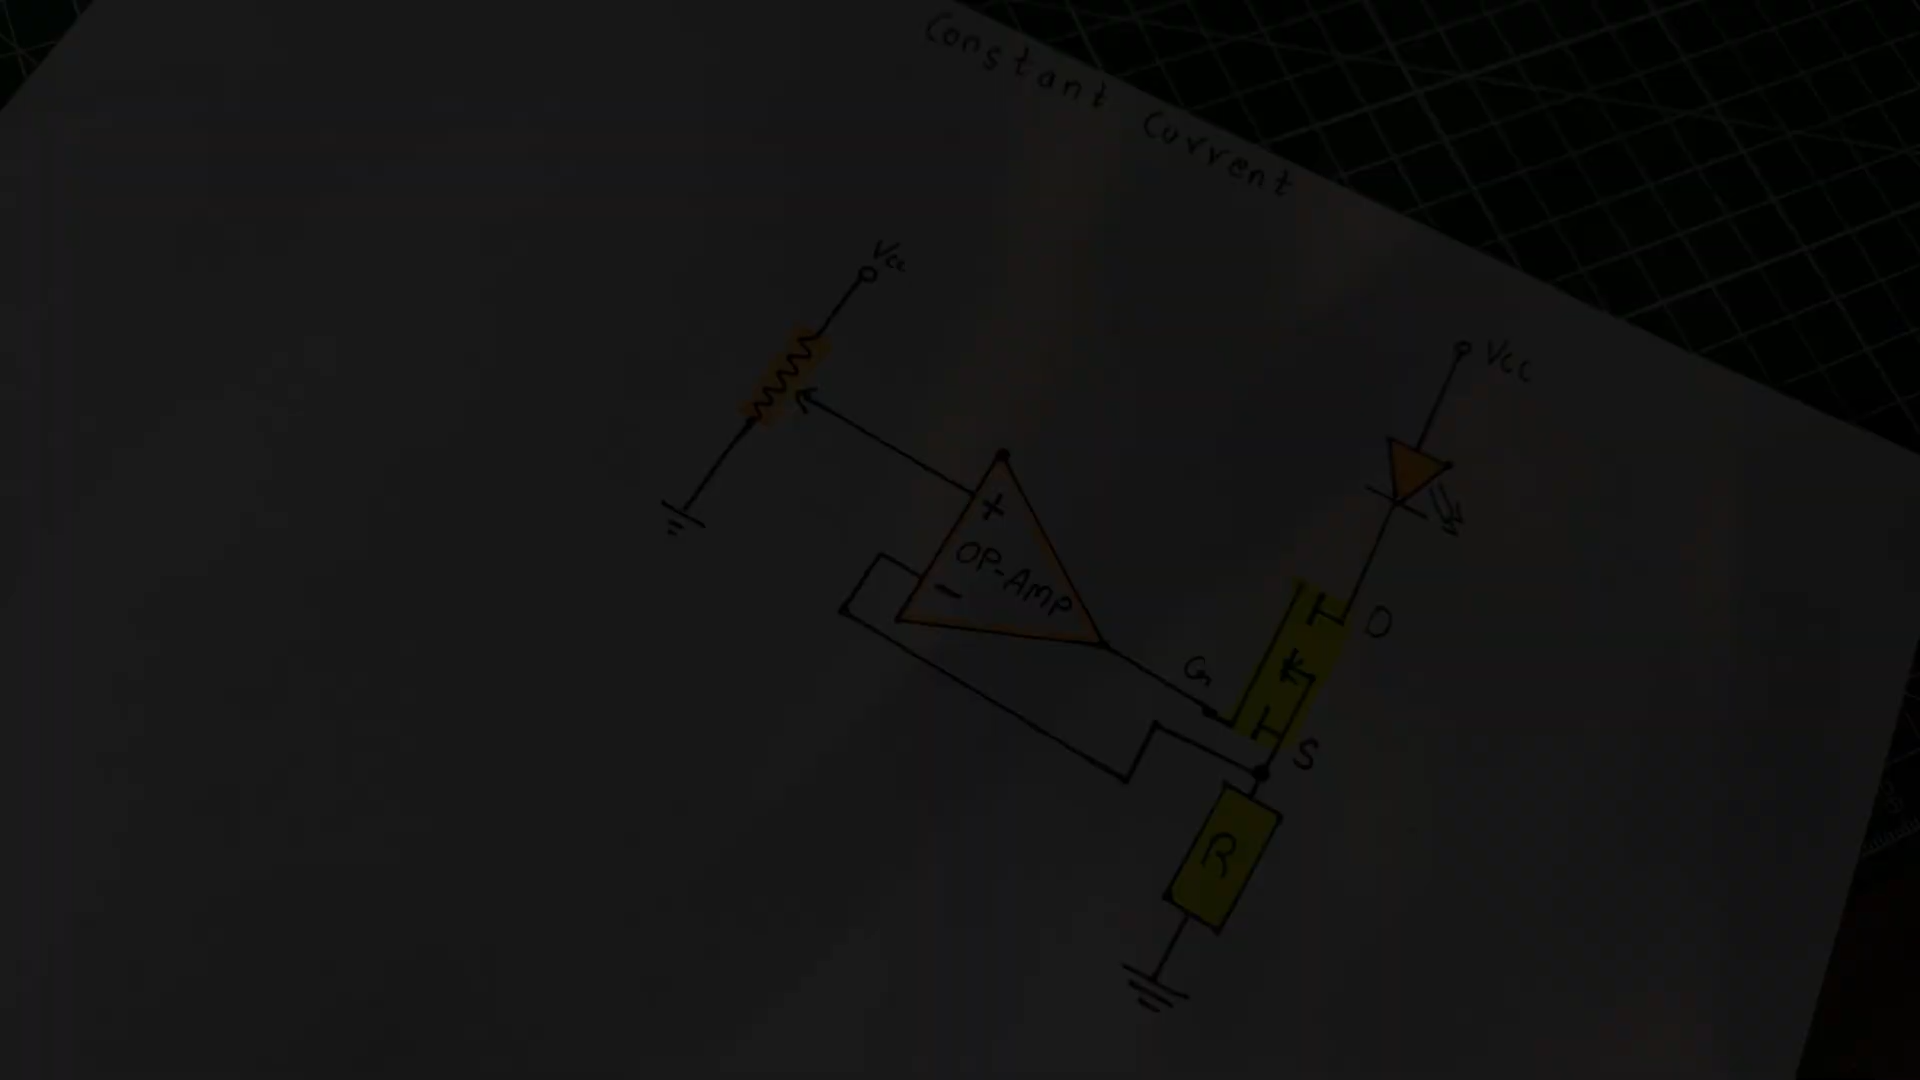 Constant Current
Vcc
VCC
+
OP-Amp
-
G
D
S
R